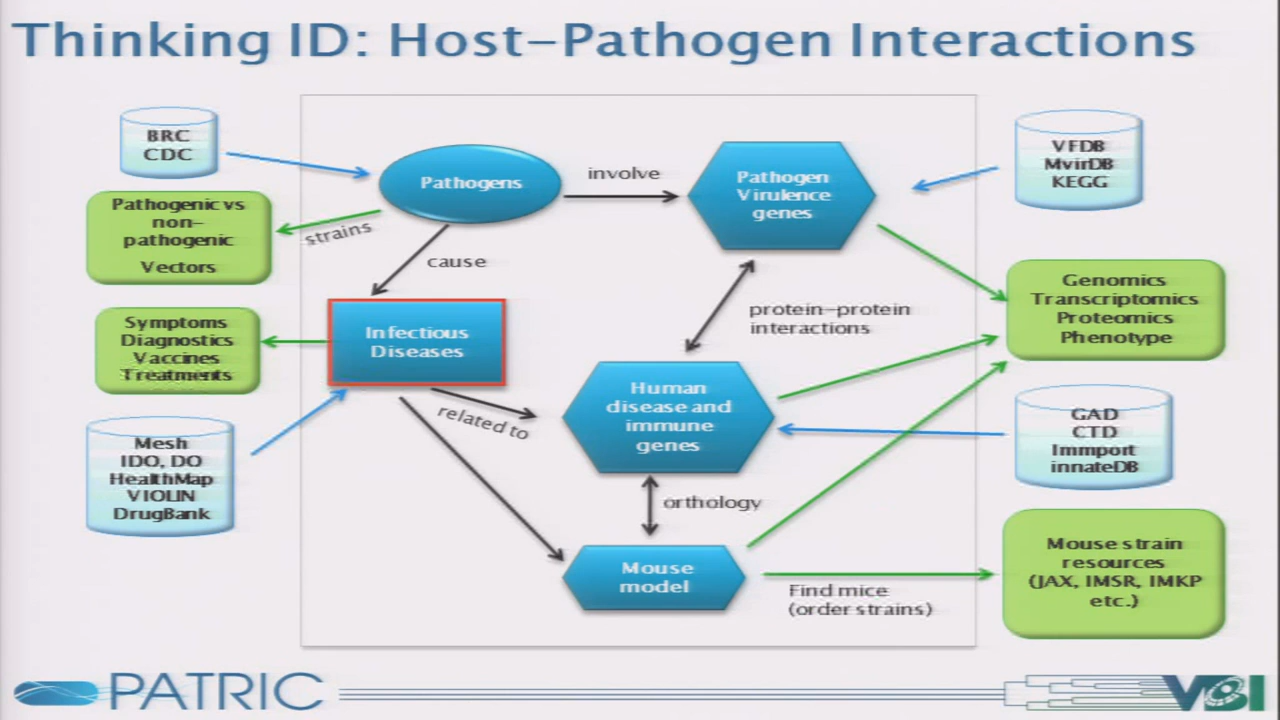 Thinking ID: Host-Pathogen Interactions
BRC
CDC
Pathogens
involve
Pathogen
Virulence
genes
VFDB
MvirDB
KEGG
Pathogenic vs
non-
pathogenic
Vectors
strains
cause
Genomics
Transcriptomics
Proteomics
Phenotype
protein-protein
interactions
Symptoms
Diagnostics
Vaccines
Treatments
Infectious
Diseases
related to
Human
disease and
immune
genes
GAD
CTD
Immport
innateDB
Mesh
IDO, DO
HealthMap
VIOLIN
DrugBank
orthology
Mouse
model
Find mice
(order strains)
Mouse strain
resources
(JAX, IMSR, IMKP
etc.)
PATRIC
VBI